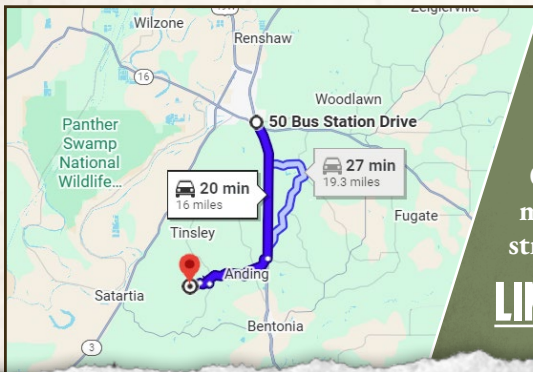 Zeiglerville
Wilzone
Renshaw
16
Woodlawn
50 Bus Station Drive
Panther
Swamp
National
Wildlife...
27 min
19.3 miles
20 min
16 miles
Fugate
Tinsley
Anding
Satartia
Bentonia
3
LI